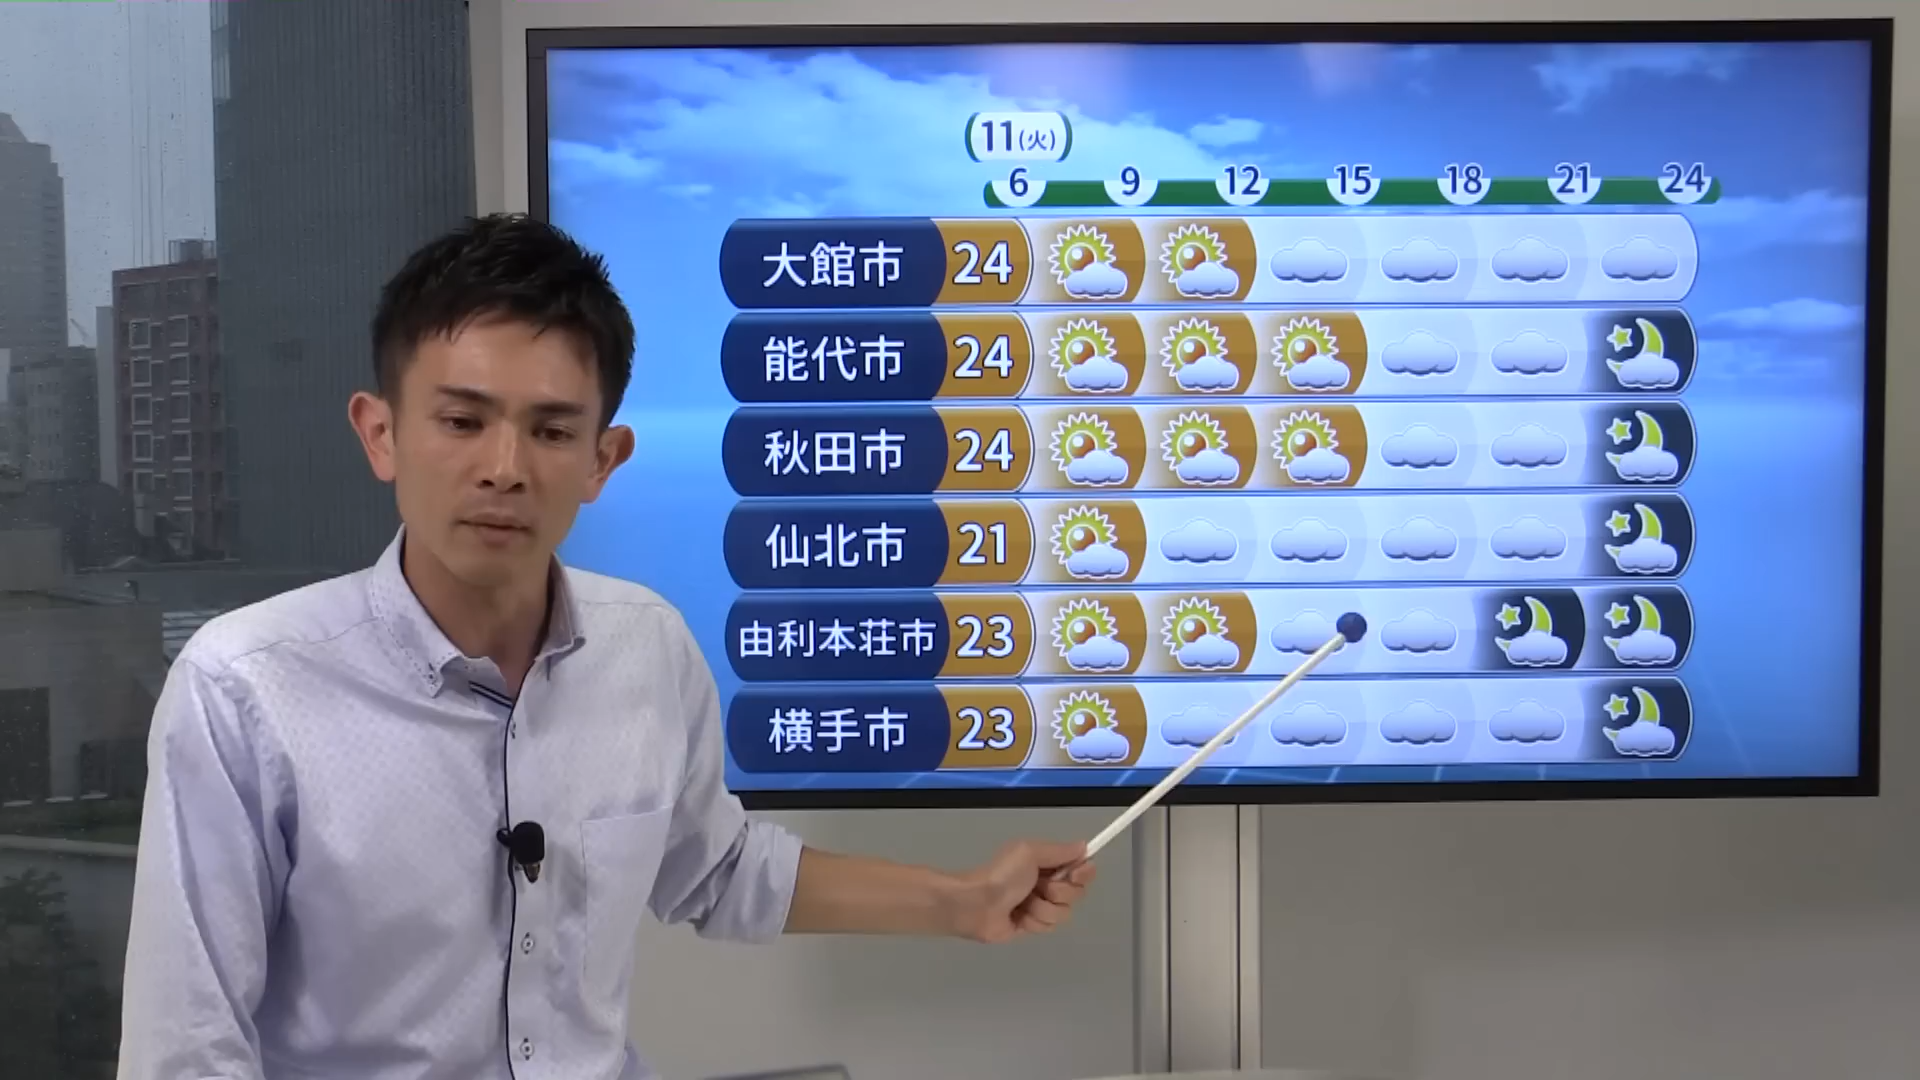 11(火)
6 9 12 15 18 21 24
大館市 24
能代市 24
秋田市 24
仙北市 21
由利本荘市 23
横手市 23